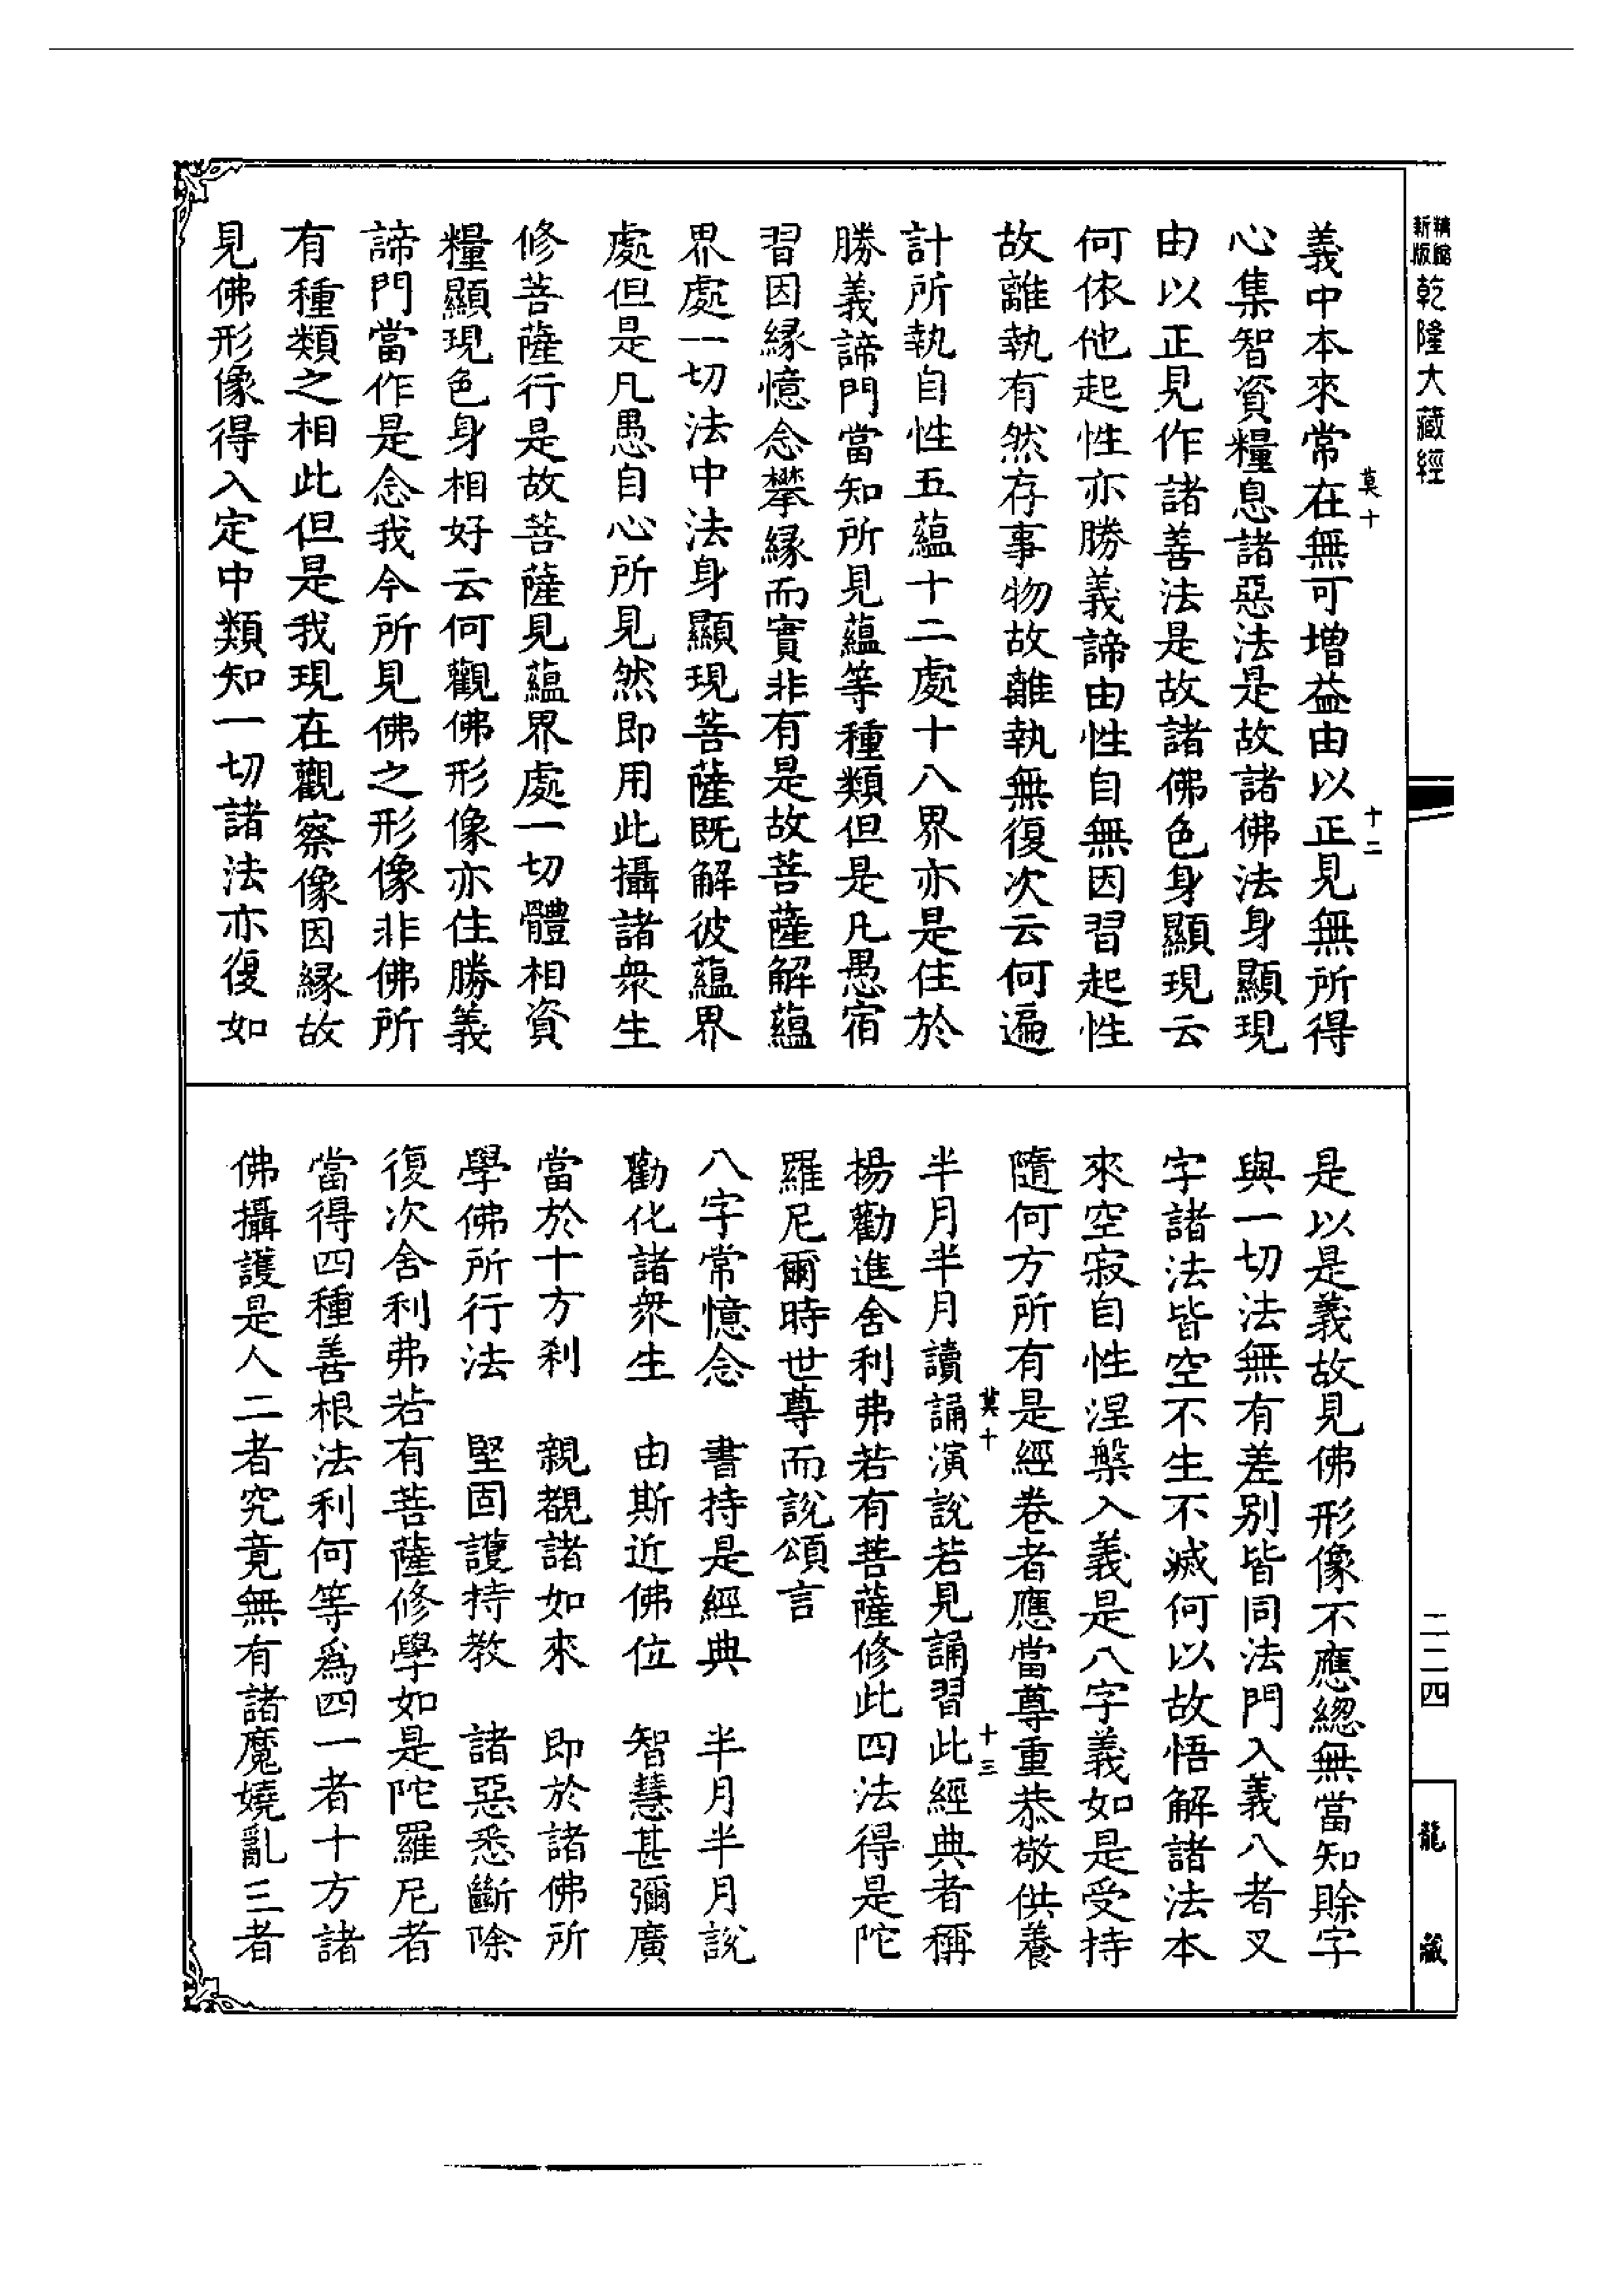 精縮新版
乾隆大藏經
莫十
十二
義中本來常在無可增益由以正見無所得
心集智資糧息諸惡法是故諸佛法身顯現
由以正見作諸善法是故諸佛色身顯現云
何依他起性亦勝義諦由性自無因習起性
故離執有然存事物故離執無復次云何遍
計所執自性五蘊十二處十八界亦是住於
勝義諦門當知所見蘊等種類但是凡愚宿
習因緣憶念攀緣而實非有是故菩薩解蘊
界處一切法中法身顯現菩薩既解彼蘊界
處但是凡愚自心所見然即用此攝諸衆生
修菩薩行是故菩薩見蘊界處一切體相資
糧顯現色身相好云何觀佛形像亦住勝義
諦門當作是念我今所見佛之形像非佛所
有種類之相此但是我現在觀察像因緣故
見佛形像得入定中類知一切諸法亦復如
是以是義故見佛形像不應緫無當知賖字
與一切法無有差别皆同法門入義八者叉
字諸法皆空不生不滅何以故悟解諸法本
來空寂自性涅槃入義是八字義如是受持
隨何方所有是經卷者應當尊重恭敬供養
莫十
十三
半月半月讀誦演說若見誦習此經典者稱
揚勸進舍利弗若有菩薩修此四法得是陀
羅尼爾時世尊而說頌言
八字常憶念　書持是經典　半月半月說
勸化諸衆生　由斯近佛位　智慧甚彌廣
當於十方刹　親覩諸如來　即於諸佛所
學佛所行法　堅固護持教　諸惡悉斷除
復次舍利弗若有菩薩修學如是陀羅尼者
當得四種善根法利何等爲四一者十方諸
佛攝護是人二者究竟無有諸魔嬈亂三者
二二四
龍藏